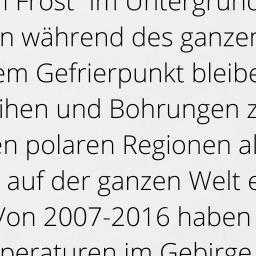 n Frost" im Untergrund
n während des ganzen
em Gefrierpunkt bleibe
ihen und Bohrungen z
en polaren Regionen al
auf der ganzen Welt e
Von 2007-2016 haben
peraturen im Gebirge